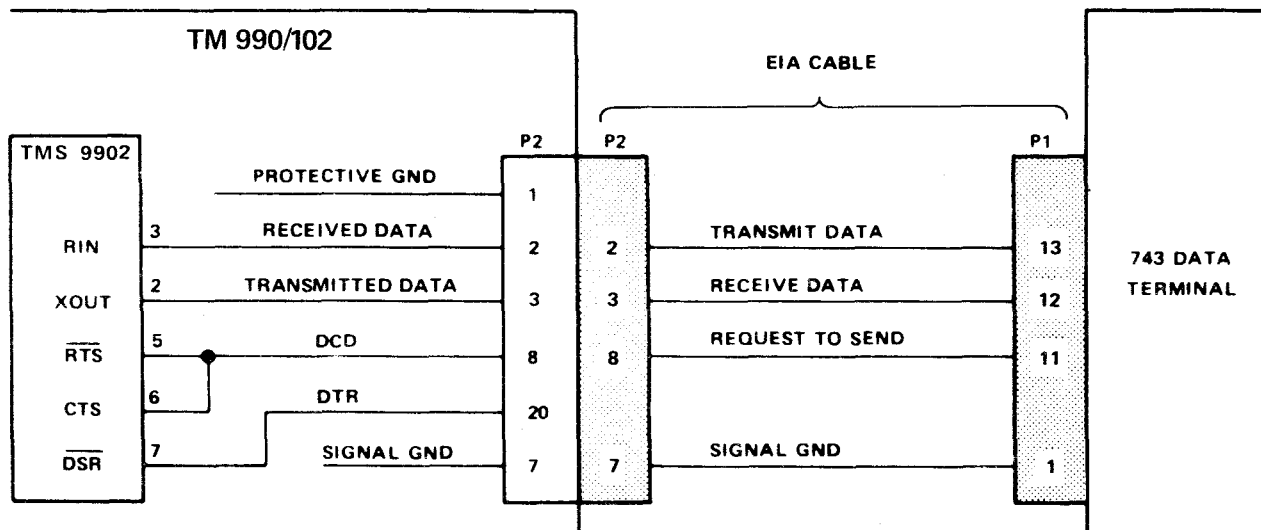 TM 990/102
EIA CABLE
P2 P2 P1
TMS 9902
PROTECTIVE GND 1
RIN 3 RECEIVED DATA 2 2 TRANSMIT DATA 13
XOUT 2 TRANSMITTED DATA 3 3 RECEIVE DATA 12
743 DATA
TERMINAL
RTS 5 DCD 8 8 REQUEST TO SEND 11
CTS 6
DTR 20
DSR 7
SIGNAL GND 7 7 SIGNAL GND 1